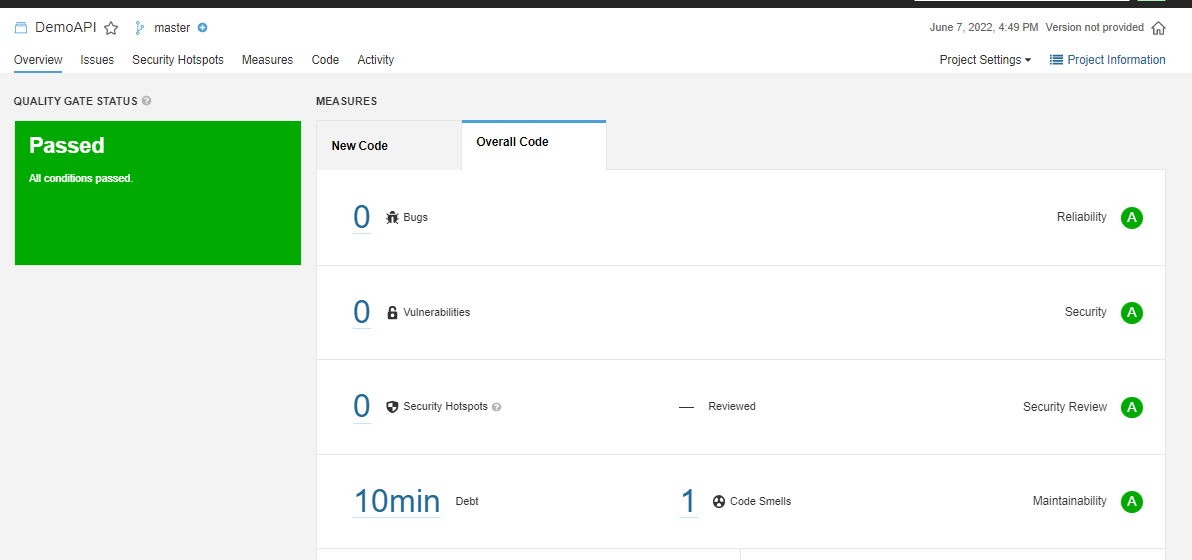 DemoAPI master June 7, 2022, 4:49 PM Version not provided
Overview Issues Security Hotspots Measures Code Activity Project Settings Project Information
QUALITY GATE STATUS ?
MEASURES
Passed
All conditions passed.
New Code Overall Code
0 Bugs Reliability A
0 Vulnerabilities Security A
0 Security Hotspots ? — Reviewed Security Review A
10min Debt 1 Code Smells Maintainability A